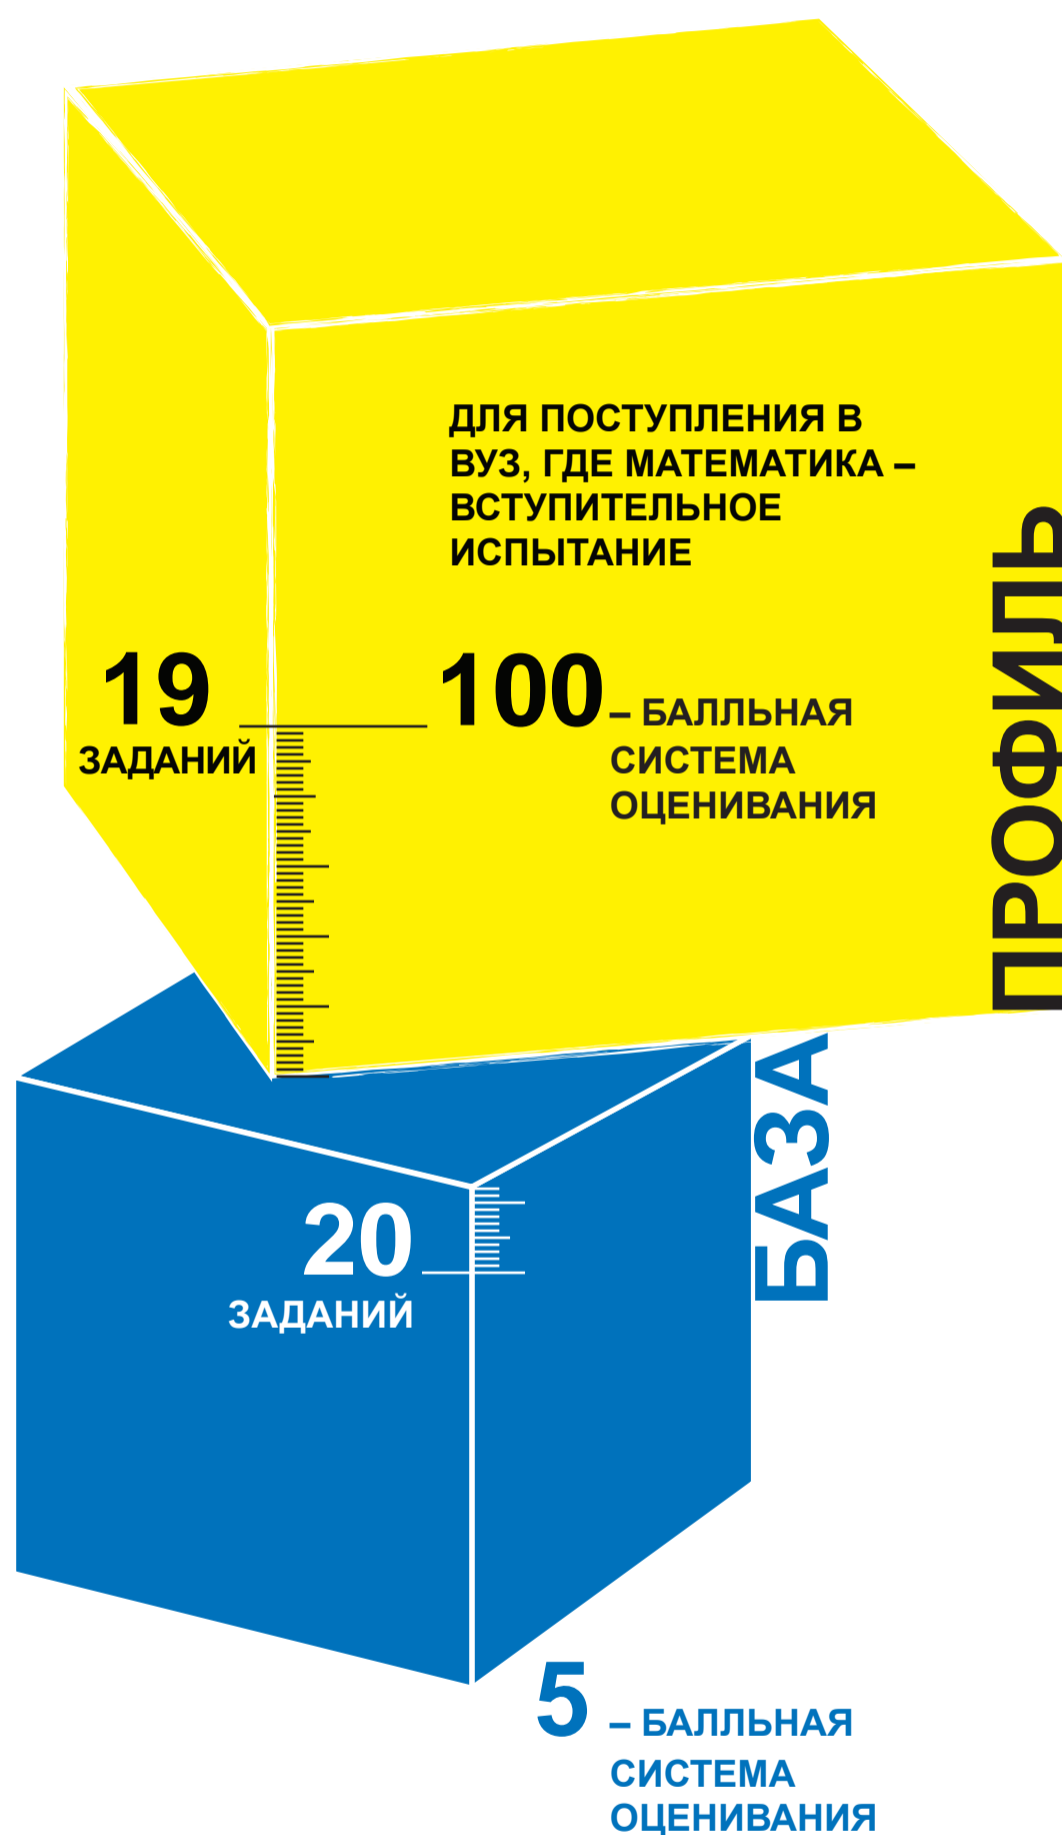 ДЛЯ ПОСТУПЛЕНИЯ В
ВУЗ, ГДЕ МАТЕМАТИКА –
ВСТУПИТЕЛЬНОЕ
ИСПЫТАНИЕ
19
ЗАДАНИЙ
100 – БАЛЛЬНАЯ
СИСТЕМА
ОЦЕНИВАНИЯ
ПРОФИЛЬ
БАЗА
20
ЗАДАНИЙ
5 – БАЛЛЬНАЯ
СИСТЕМА
ОЦЕНИВАНИЯ